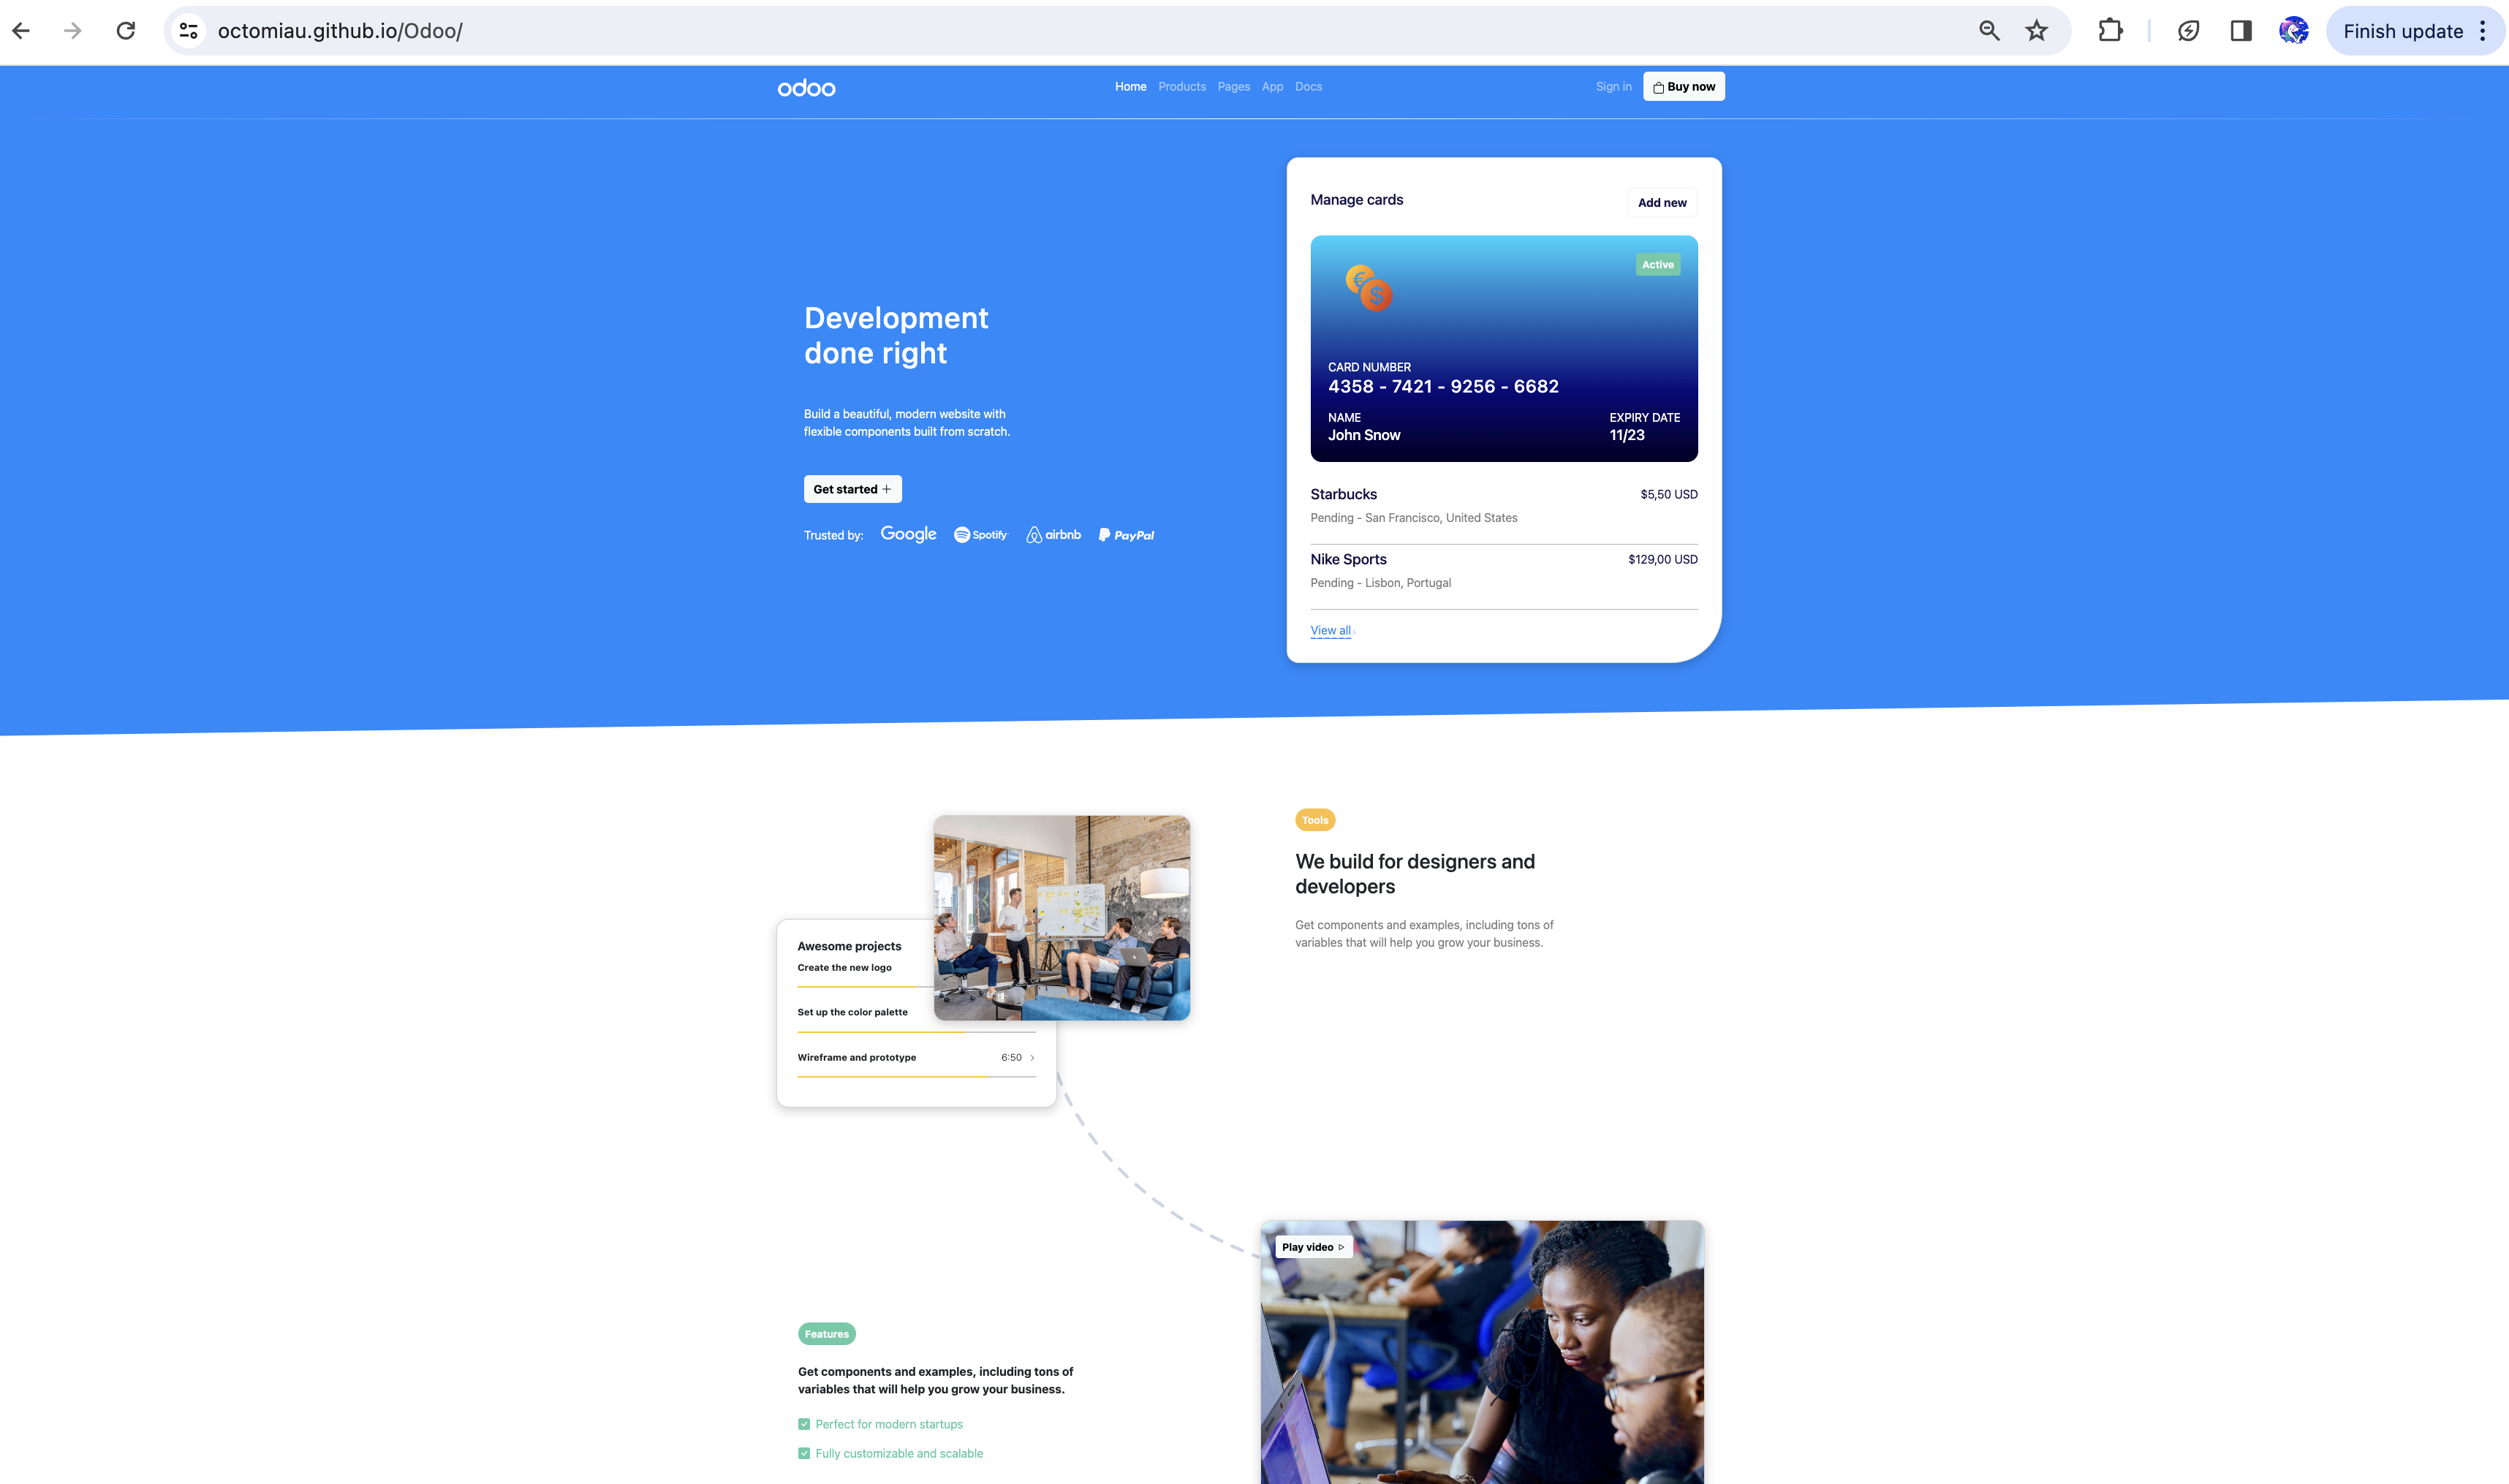 octomiau.github.io/Odoo/
Finish update
odoo
Home Products Pages App Docs
Sign in
Buy now
Development
done right
Build a beautiful, modern website with
flexible components built from scratch.
Get started
Trusted by: Google Spotify airbnb PayPal
Manage cards
Add new
€
$
Active
CARD NUMBER
4358 - 7421 - 9256 - 6682
NAME
John Snow
EXPIRY DATE
11/23
Starbucks
$5,50 USD
Pending - San Francisco, United States
Nike Sports
$129,00 USD
Pending - Lisbon, Portugal
View all
Awesome projects
Create the new logo
Set up the color palette
Wireframe and prototype 6:50
Tools
We build for designers and
developers
Get components and examples, including tons of
variables that will help you grow your business.
Play video
Features
Get components and examples, including tons of
variables that will help you grow your business.
Perfect for modern startups
Fully customizable and scalable